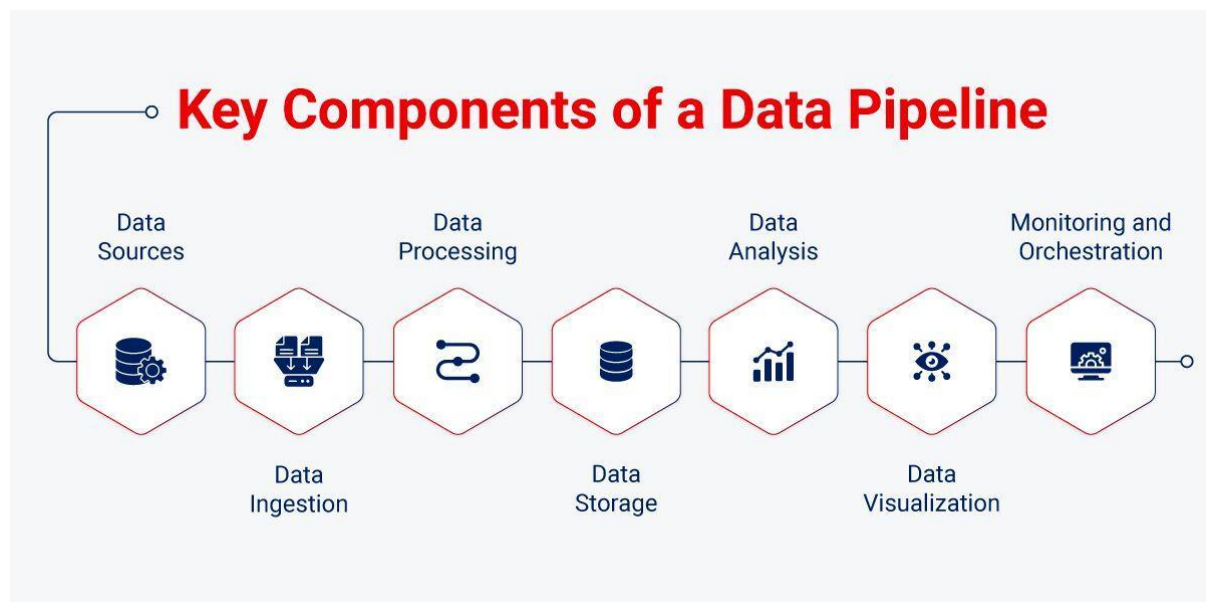 Key Components of a Data Pipeline
Data
Sources
Data
Ingestion
Data
Processing
Data
Storage
Data
Analysis
Data
Visualization
Monitoring and
Orchestration